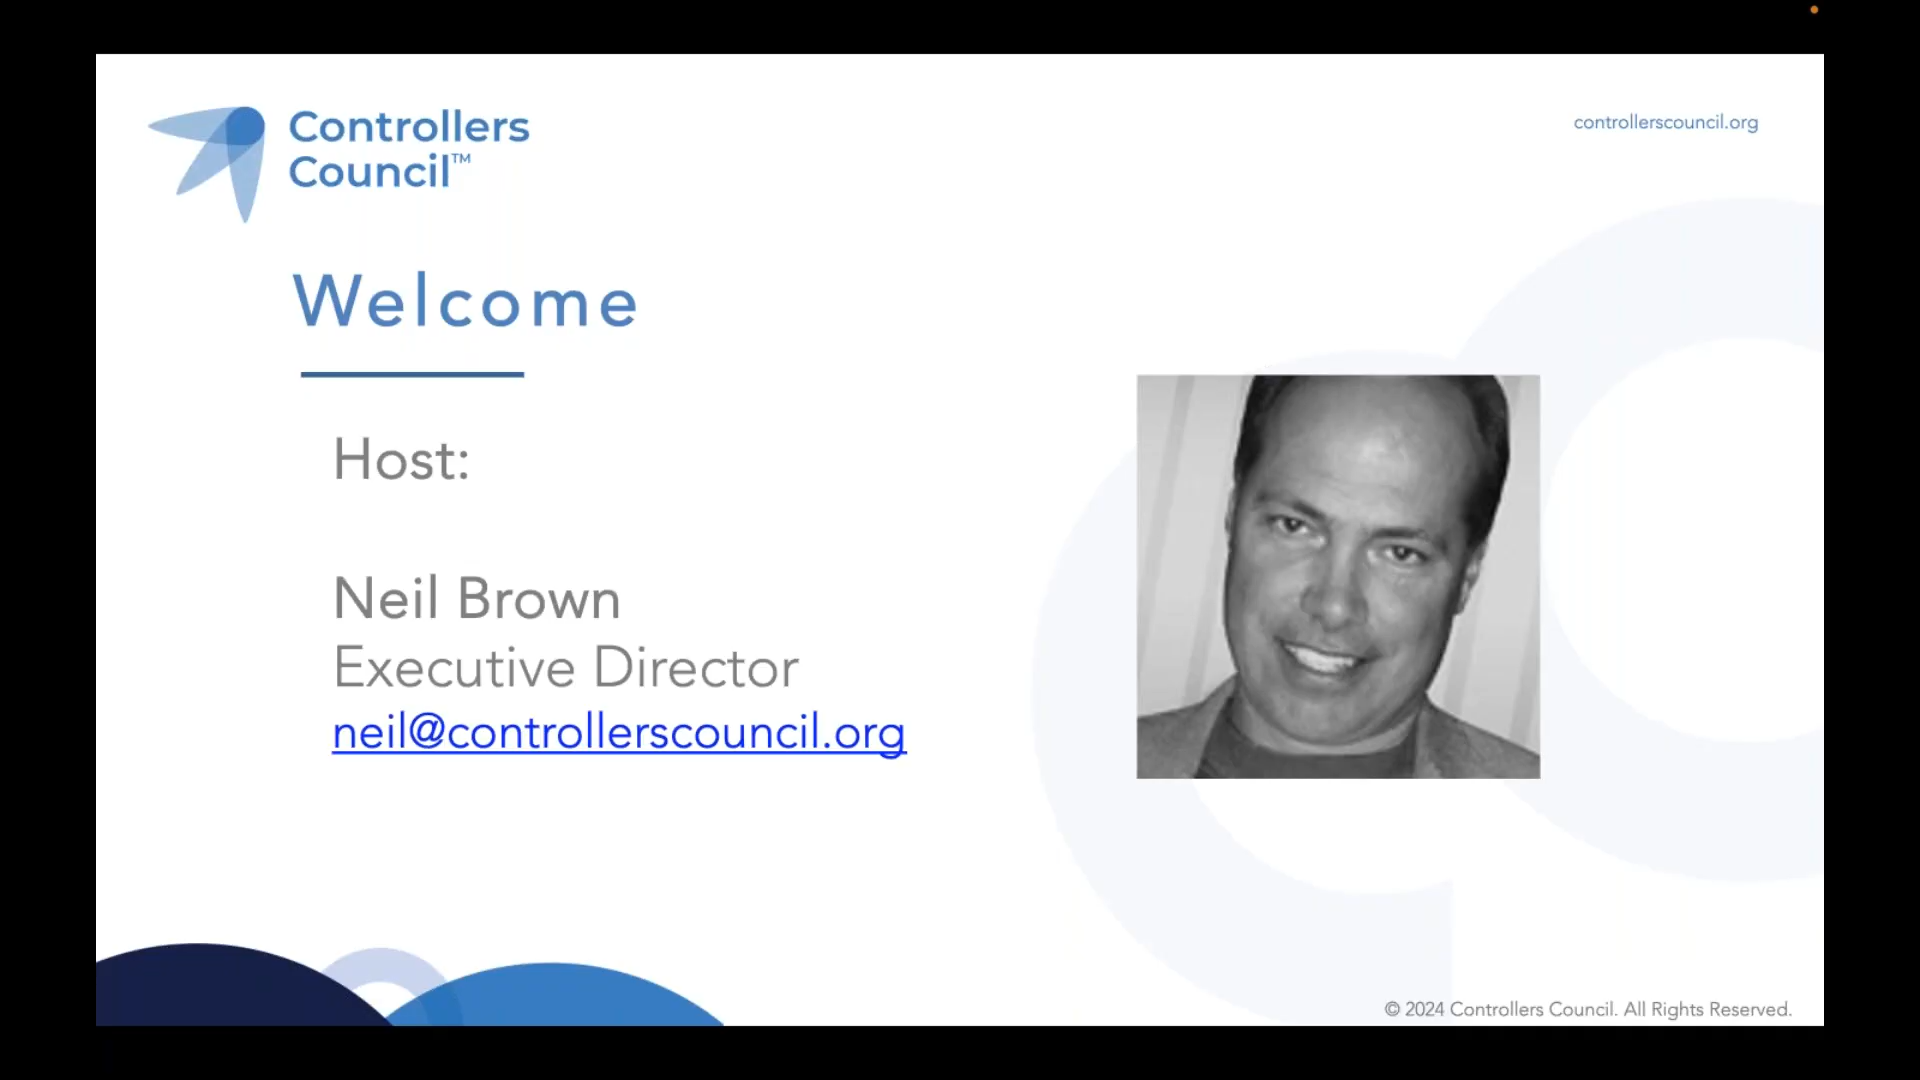 Controllers
Council™
controllerscouncil.org
Welcome
Host:
Neil Brown
Executive Director
neil@controllerscouncil.org
© 2024 Controllers Council. All Rights Reserved.